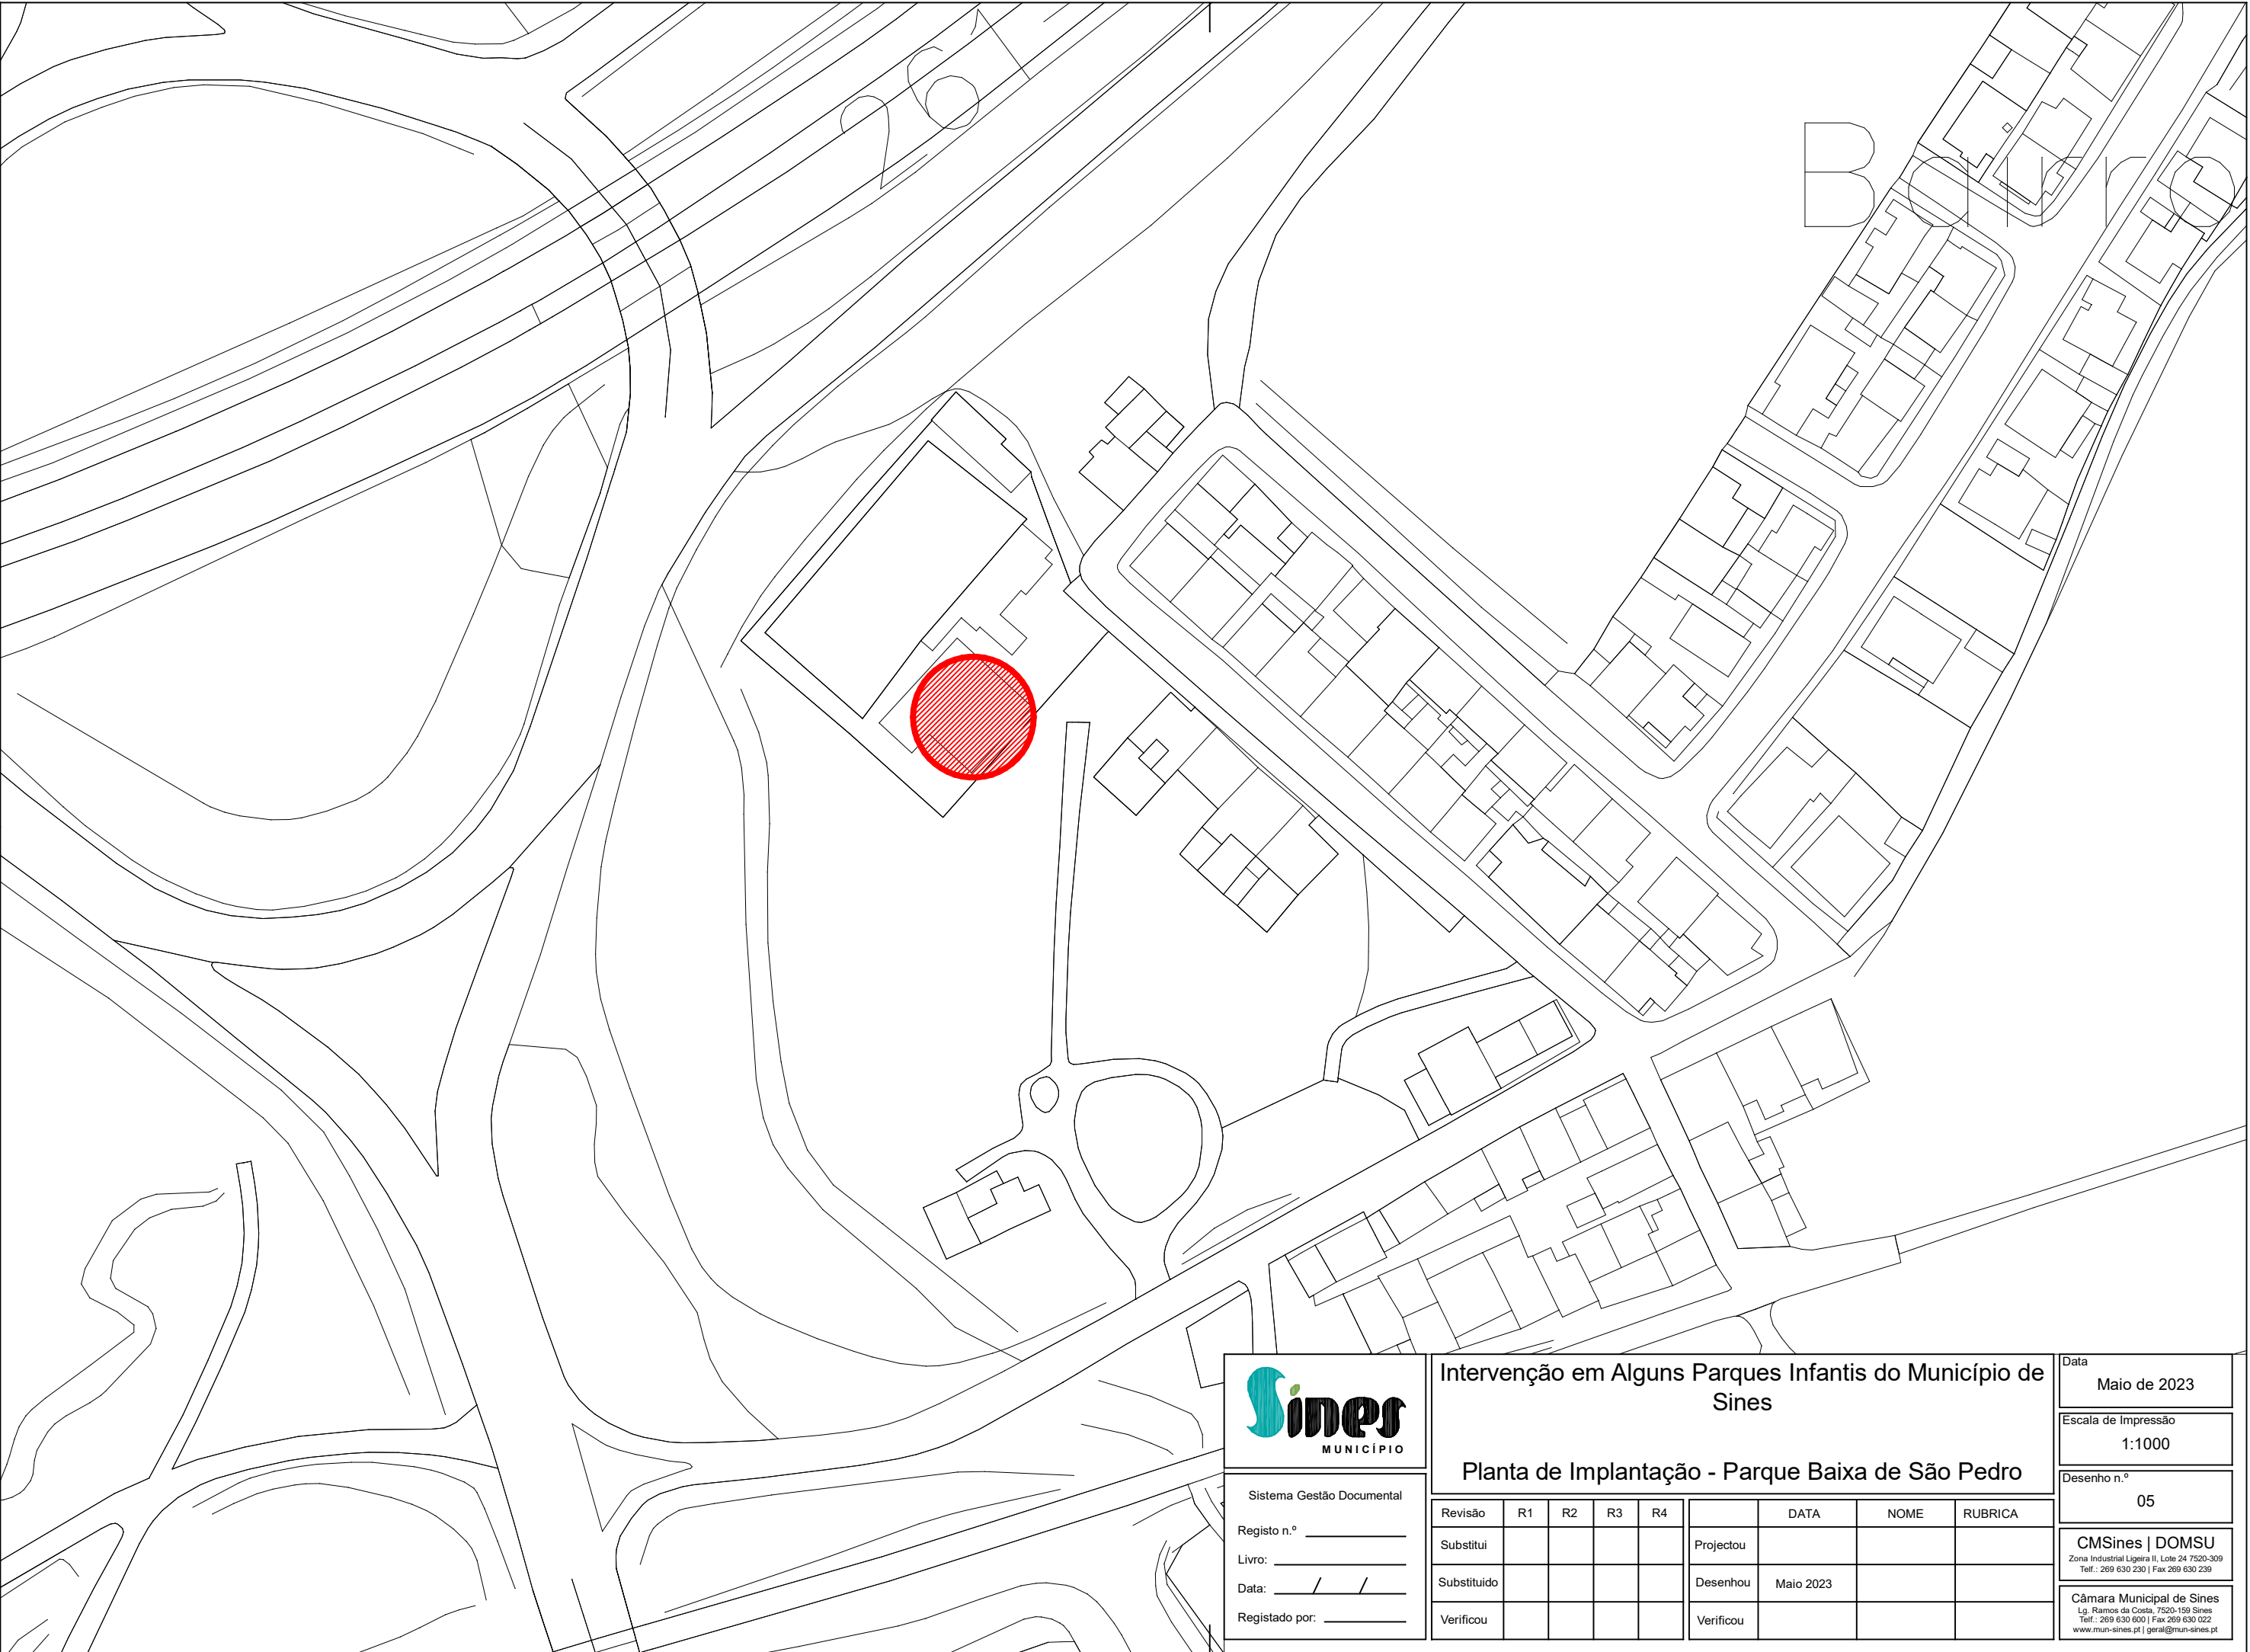 26
Bairro
Sines
MUNICÍPIO
Sistema Gestão Documental
Registo n.º
Livro:
Data: / /
Registado por:
Intervenção em Alguns Parques Infantis do Município de
Sines
Planta de Implantação - Parque Baixa de São Pedro
Revisão R1 R2 R3 R4
Substitui
Substituido
Verificou
DATA NOME RUBRICA
Projectou
Desenhou Maio 2023
Verificou
Data
Maio de 2023
Escala de Impressão
1:1000
Desenho n.º
05
CMSines | DOMSU
Zona Industrial Ligeira II, Lote 24 7520-309
Telf.: 269 630 230 | Fax 269 630 239
Câmara Municipal de Sines
Lg. Ramos da Costa, 7520-159 Sines
Telf.: 269 630 600 | Fax 269 630 022
www.mun-sines.pt | geral@mun-sines.pt